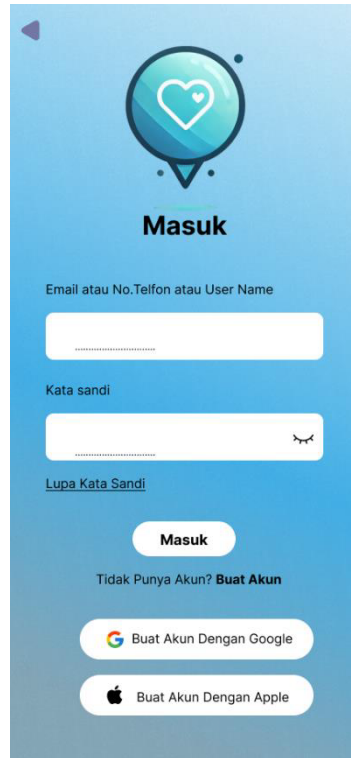 Masuk
Email atau No.Telfon atau User Name
Kata sandi
Lupa Kata Sandi
Masuk
Tidak Punya Akun? Buat Akun
Buat Akun Dengan Google
Buat Akun Dengan Apple